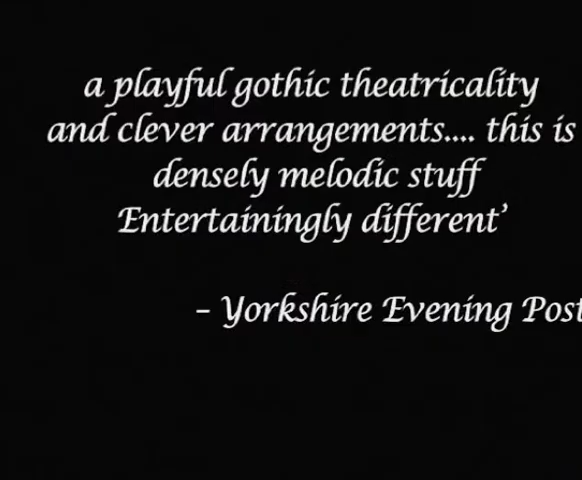 a playful gothic theatricality
and clever arrangements.... this is
densely melodic stuff
Entertainingly different’
– Yorkshire Evening Post